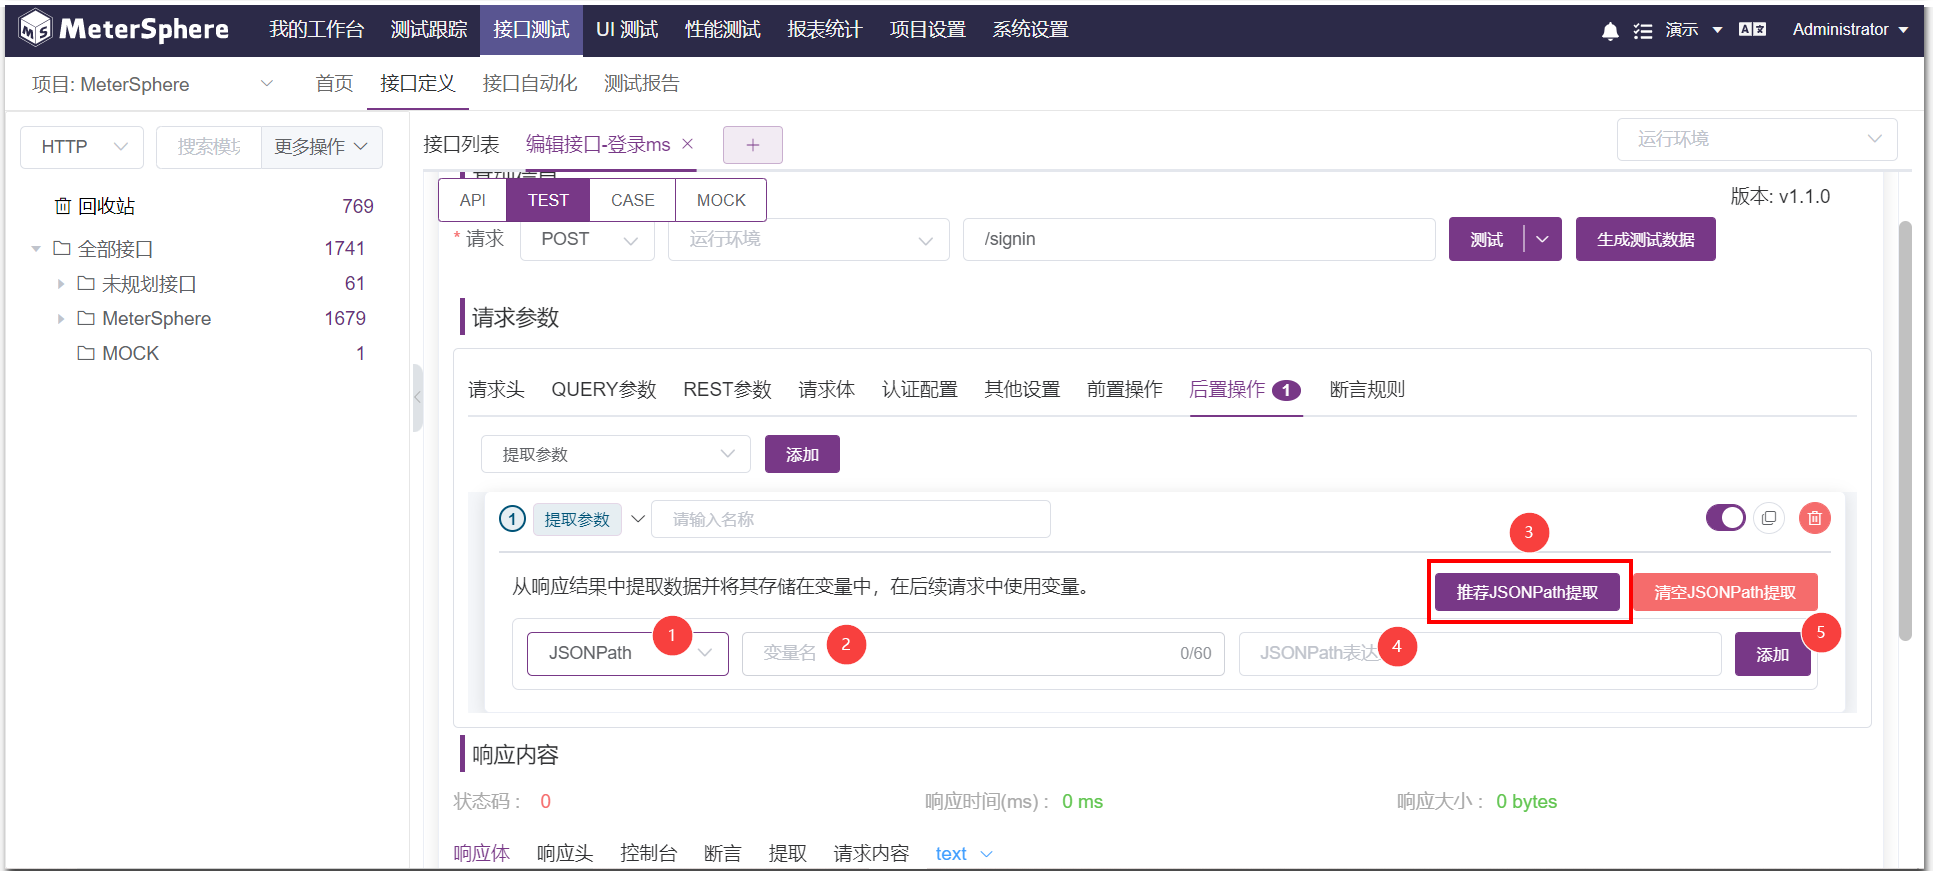 MeterSphere 我的工作台 测试跟踪 接口测试 UI 测试 性能测试 报表统计 项目设置 系统设置 演示 Administrator
项目: MeterSphere 首页 接口定义 接口自动化 测试报告
HTTP 搜索模块 更多操作 接口列表 编辑接口-登录ms × + 运行环境
基础信息
API TEST CASE MOCK 版本: v1.1.0
回收站 769
* 请求 POST 运行环境 /signin 测试 生成测试数据
全部接口 1741
未规划接口 61
MeterSphere 1679
MOCK 1
请求参数
请求头 QUERY参数 REST参数 请求体 认证配置 其他设置 前置操作 后置操作 1 断言规则
提取参数 添加
1 提取参数 请输入名称
3
从响应结果中提取数据并将其存储在变量中，在后续请求中使用变量。 推荐JSONPath提取 清空JSONPath提取
JSONPath 1 变量名 2 0/60 JSONPath表达 4 添加 5
响应内容
状态码： 0 响应时间(ms)： 0 ms 响应大小： 0 bytes
响应体 响应头 控制台 断言 提取 请求内容 text